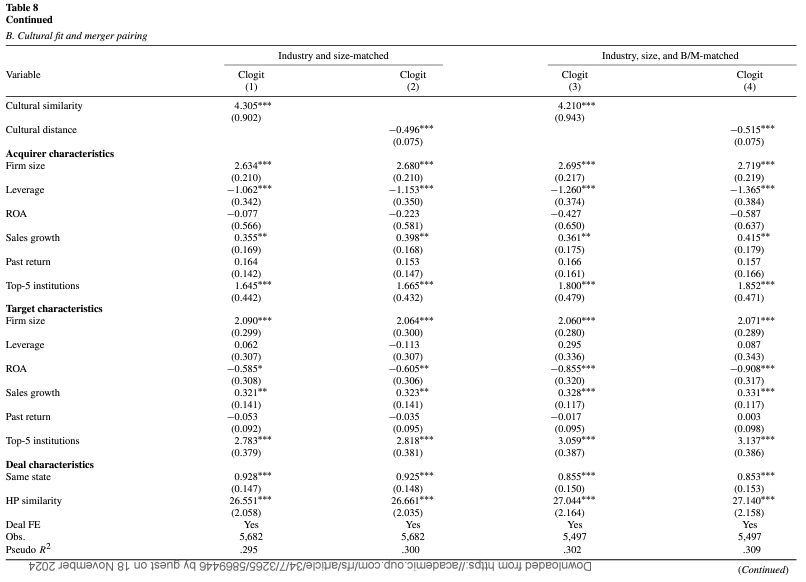 Table 8
Continued
B. Cultural fit and merger pairing
Industry and size-matched Industry, size, and B/M-matched
Variable Clogit Clogit Clogit Clogit
(1) (2) (3) (4)
Cultural similarity 4.305*** 4.210***
(0.902) (0.943)
Cultural distance −0.496*** −0.515***
(0.075) (0.075)
Acquirer characteristics
Firm size 2.634*** 2.680*** 2.695*** 2.719***
(0.210) (0.210) (0.217) (0.219)
Leverage −1.062*** −1.153*** −1.260*** −1.365***
(0.342) (0.350) (0.374) (0.384)
ROA −0.077 −0.223 −0.427 −0.587
(0.566) (0.581) (0.650) (0.637)
Sales growth 0.355** 0.398** 0.361** 0.415**
(0.169) (0.168) (0.175) (0.179)
Past return 0.164 0.153 0.166 0.157
(0.142) (0.147) (0.161) (0.166)
Top-5 institutions 1.645*** 1.665*** 1.800*** 1.852***
(0.442) (0.432) (0.479) (0.471)
Target characteristics
Firm size 2.090*** 2.064*** 2.060*** 2.071***
(0.299) (0.300) (0.280) (0.289)
Leverage 0.062 −0.113 0.295 0.087
(0.307) (0.307) (0.336) (0.343)
ROA −0.585* −0.605** −0.855*** −0.908***
(0.308) (0.306) (0.320) (0.317)
Sales growth 0.321** 0.323** 0.328*** 0.331***
(0.141) (0.141) (0.117) (0.117)
Past return −0.053 −0.035 −0.017 0.003
(0.092) (0.095) (0.095) (0.098)
Top-5 institutions 2.783*** 2.818*** 3.059*** 3.137***
(0.379) (0.381) (0.387) (0.386)
Deal characteristics
Same state 0.928*** 0.925*** 0.855*** 0.853***
(0.147) (0.148) (0.150) (0.153)
HP similarity 26.551*** 26.661*** 27.044*** 27.140***
(2.058) (2.035) (2.164) (2.158)
Deal FE Yes Yes Yes Yes
Obs. 5,682 5,682 5,497 5,497
Pseudo R² .295 .300 .302 .309
Downloaded from https://academic.oup.com/rfs/article/34/7/3265/5869446 by guest on 18 November 2024
(Continued)